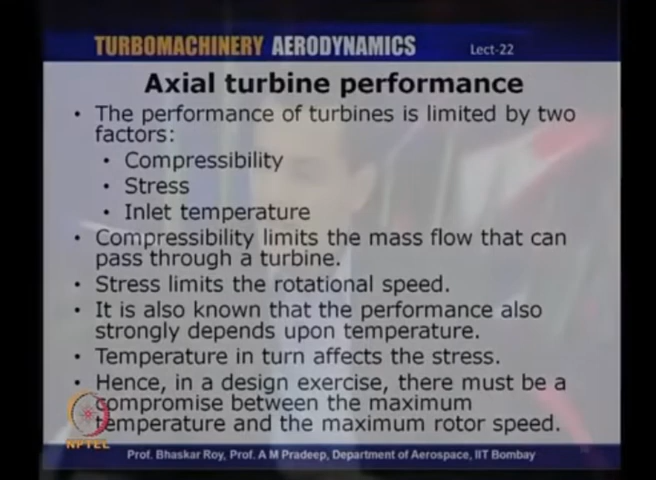 TURBOMACHINERY AERODYNAMICS Lect-22
Axial turbine performance
• The performance of turbines is limited by two
factors:
• Compressibility
• Stress
• Inlet temperature
• Compressibility limits the mass flow that can
pass through a turbine.
• Stress limits the rotational speed.
• It is also known that the performance also
strongly depends upon temperature.
• Temperature in turn affects the stress.
• Hence, in a design exercise, there must be a
compromise between the maximum
temperature and the maximum rotor speed.
NPTEL
Prof. Bhaskar Roy, Prof. A M Pradeep, Department of Aerospace, IIT Bombay